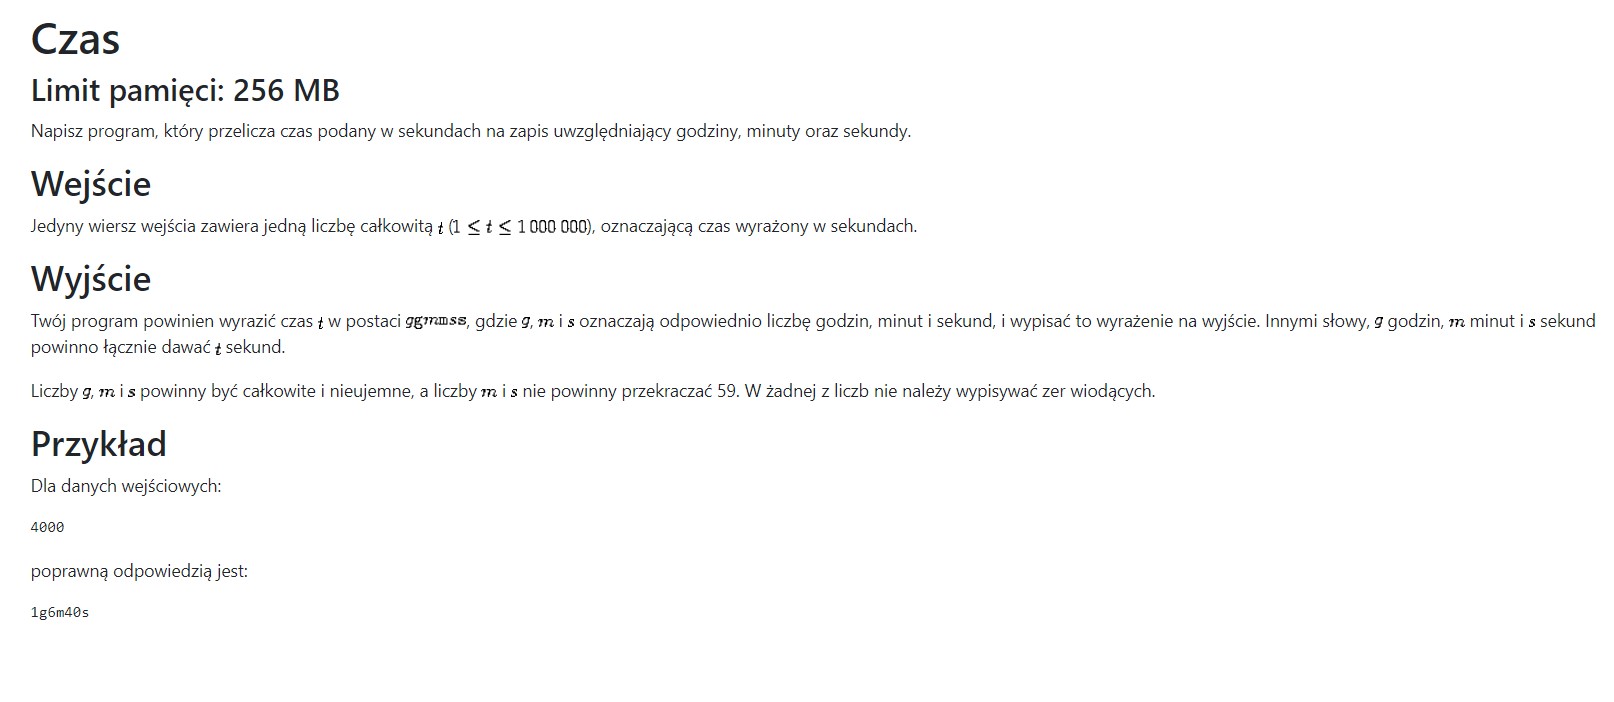 Czas
Limit pamięci: 256 MB
Napisz program, który przelicza czas podany w sekundach na zapis uwzględniający godziny, minuty oraz sekundy.
Wejście
Jedyny wiersz wejścia zawiera jedną liczbę całkowitą t (1 ≤ t ≤ 1 000 000), oznaczającą czas wyrażony w sekundach.
Wyjście
Twój program powinien wyrazić czas t w postaci ggmmss, gdzie g, m i s oznaczają odpowiednio liczbę godzin, minut i sekund, i wypisać to wyrażenie na wyjście. Innymi słowy, g godzin, m minut i s sekund
powinno łącznie dawać t sekund.
Liczby g, m i s powinny być całkowite i nieujemne, a liczby m i s nie powinny przekraczać 59. W żadnej z liczb nie należy wypisywać zer wiodących.
Przykład
Dla danych wejściowych:
4000
poprawną odpowiedzią jest:
1g6m40s